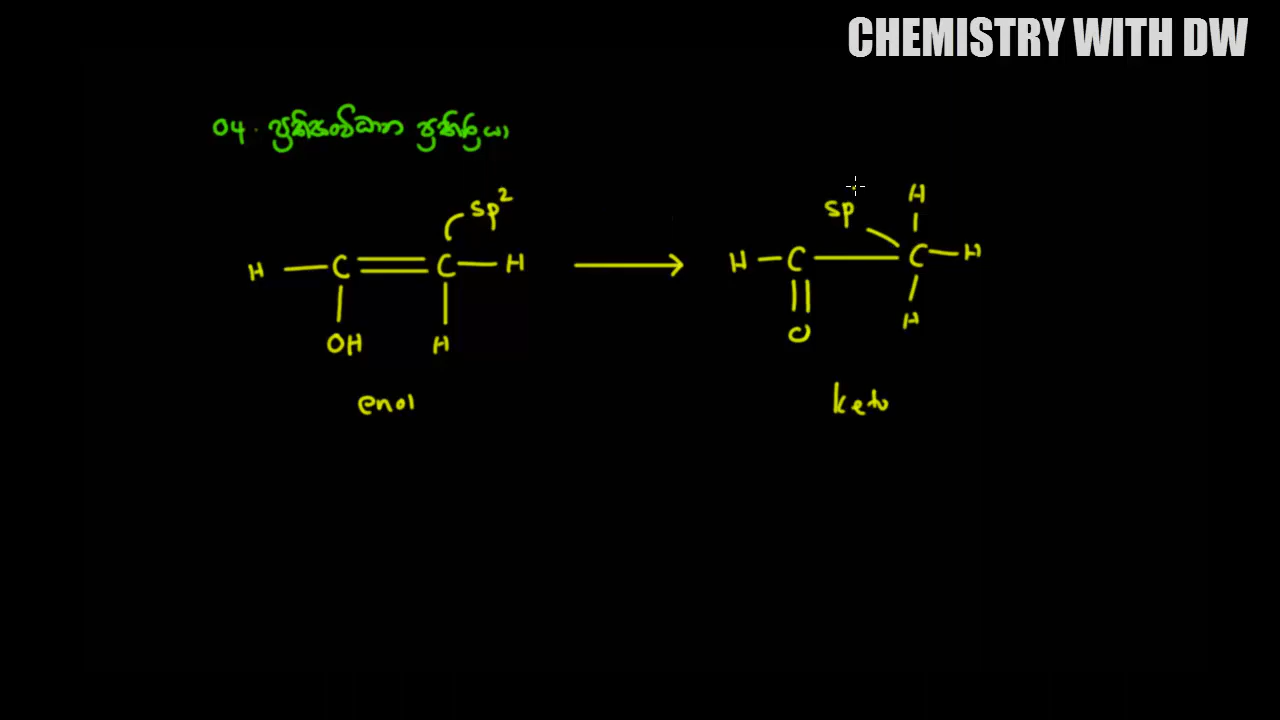 CHEMISTRY WITH DW
04. ප්‍රතිසංවිධාන ප්‍රතික්‍රියා
sp²
H C C H
OH H
enol
sp H
H C C H
O H
keto